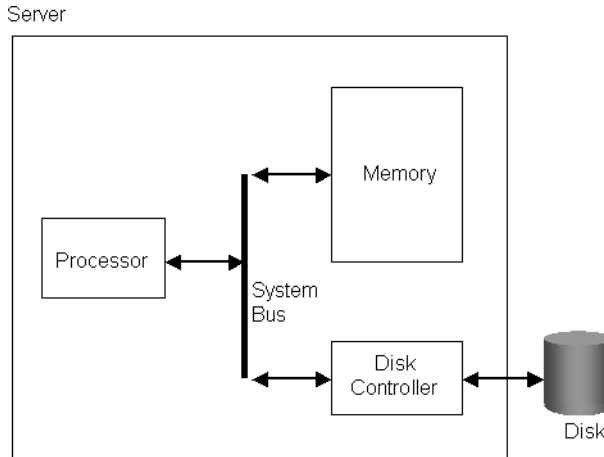 Server
Memory
Processor
System
Bus
Disk
Controller
Disk